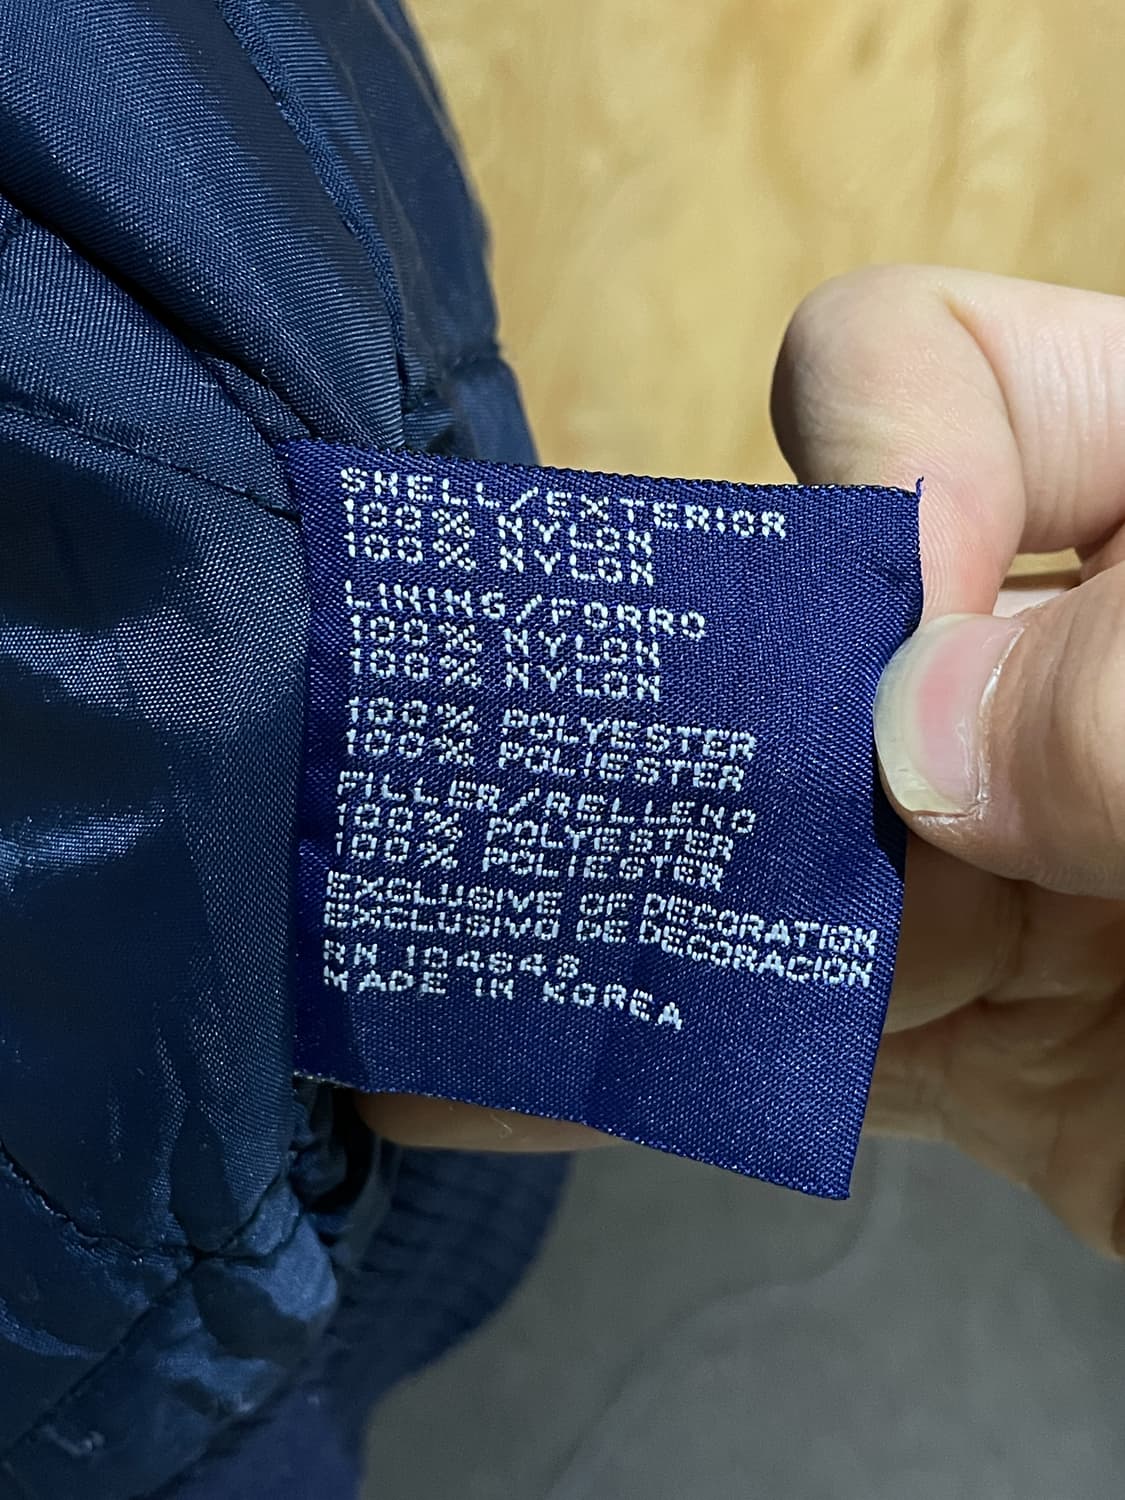 SHELL/EXTERIOR
100% NYLON
100% NYLON
LINING/FORRO
100% NYLON
100% NYLON
100% POLYESTER
100% POLIESTER
FILLER/RELLENO
100% POLYESTER
100% POLIESTER
EXCLUSIVE OF DECORATION
EXCLUSIVO DE DECORACION
RN 104648
MADE IN KOREA